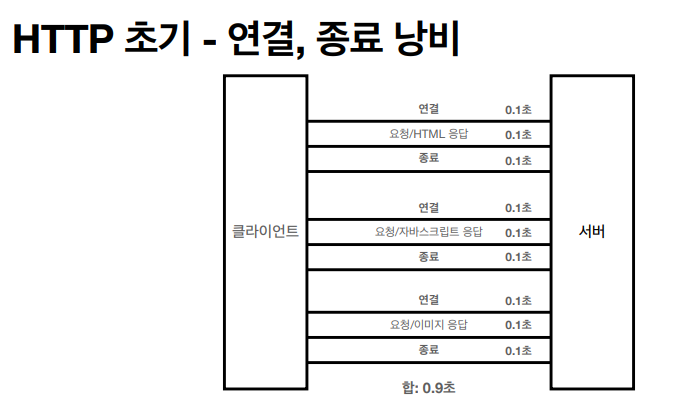 HTTP 초기 - 연결, 종료 낭비
연결 0.1초
요청/HTML 응답 0.1초
종료 0.1초
연결 0.1초
클라이언트 요청/자바스크립트 응답 0.1초 서버
종료 0.1초
연결 0.1초
요청/이미지 응답 0.1초
종료 0.1초
합: 0.9초